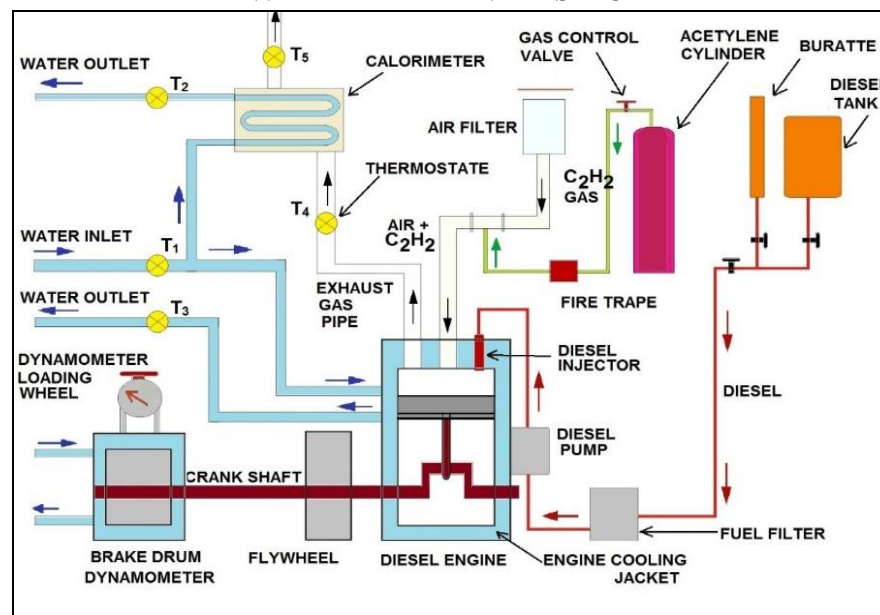 GAS CONTROL
VALVE
ACETYLENE
CYLINDER
BURATTE
DIESEL
TANK
WATER OUTLET
T2
T5
CALORIMETER
AIR FILTER
C2H2
GAS
THERMOSTATE
T4
AIR +
C2H2
WATER INLET
T1
WATER OUTLET
T3
EXHAUST
GAS
PIPE
FIRE TRAPE
DYNAMOMETER
LOADING
WHEEL
DIESEL
INJECTOR
DIESEL
DIESEL
PUMP
CRANK SHAFT
BRAKE DRUM
DYNAMOMETER
FLYWHEEL
DIESEL ENGINE
ENGINE COOLING
JACKET
FUEL FILTER